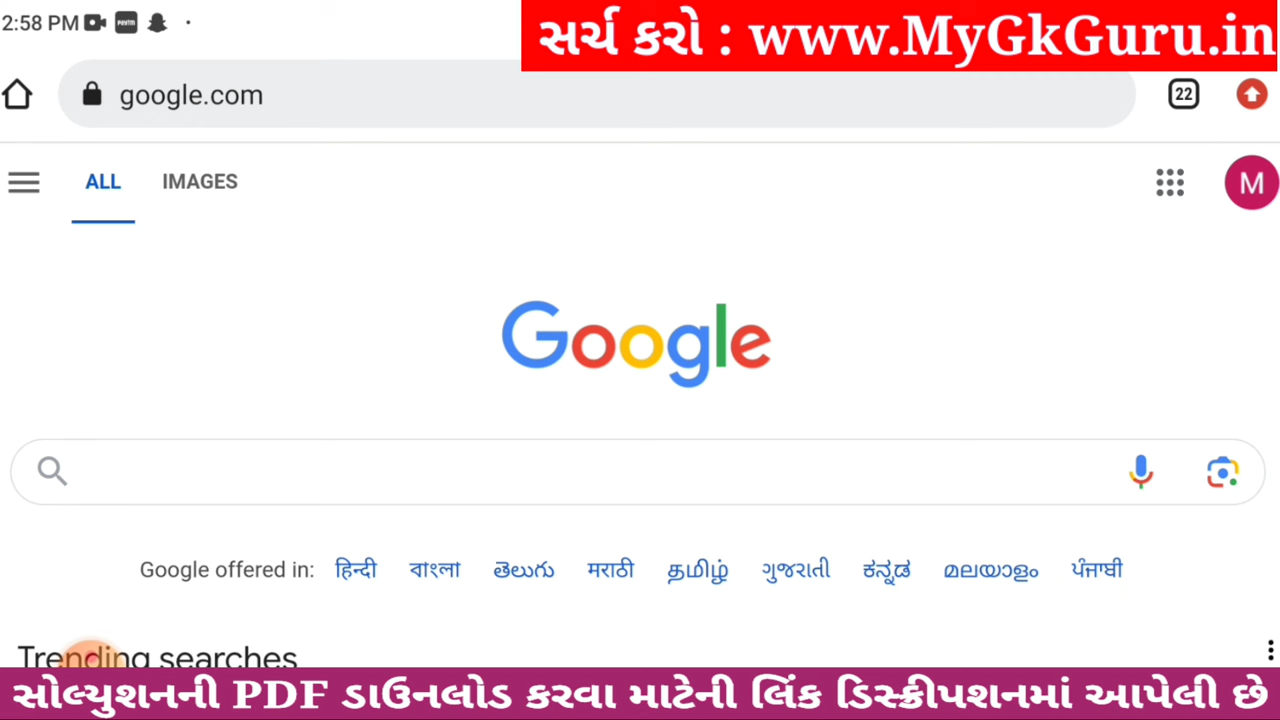 2:58 PM
સર્ચ કરો : www.MyGkGuru.in
google.com
22
ALL IMAGES
M
Google
Google offered in: हिन्दी বাংলা తెలుగు मराठी தமிழ் ગુજરાતી ಕನ್ನಡ മലയാളം ਪੰਜਾਬੀ
Trending searches
સોલ્યુશનની PDF ડાઉનલોડ કરવા માટેની લિંક ડિસ્ક્રીપશનમાં આપેલી છે